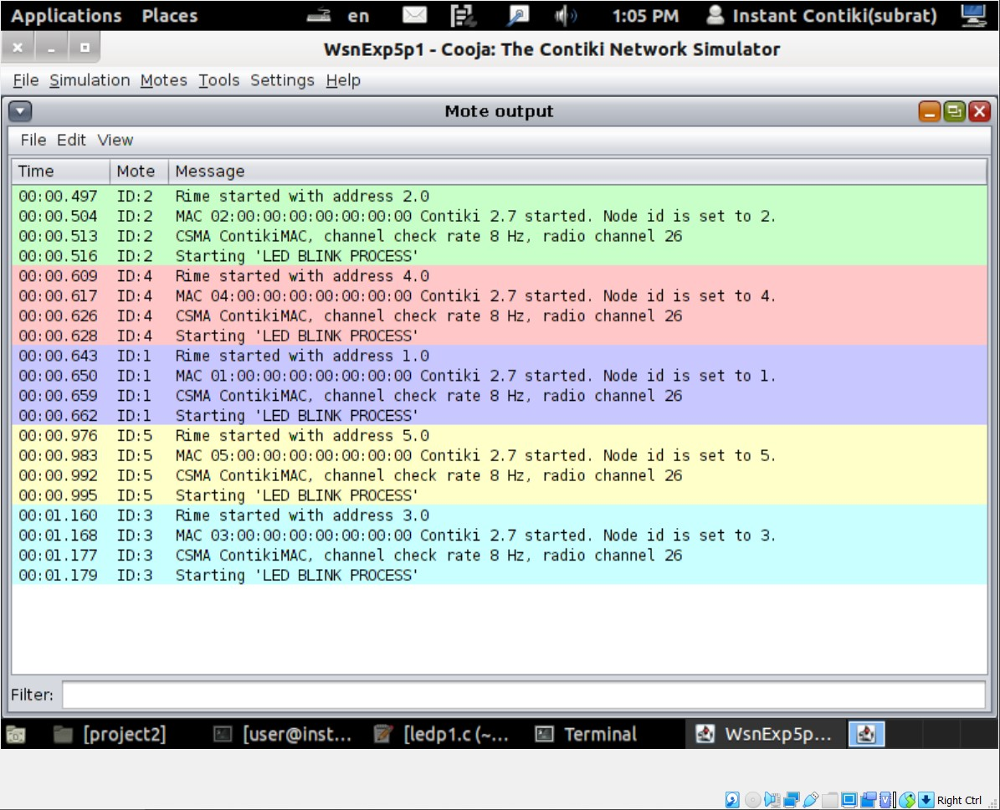 Applications Places en 1:05 PM Instant Contiki(subrat)
WsnExp5p1 - Cooja: The Contiki Network Simulator
File Simulation Motes Tools Settings Help
Mote output
File Edit View
Time Mote Message
00:00.497 ID:2 Rime started with address 2.0
00:00.504 ID:2 MAC 02:00:00:00:00:00:00:00 Contiki 2.7 started. Node id is set to 2.
00:00.513 ID:2 CSMA ContikiMAC, channel check rate 8 Hz, radio channel 26
00:00.516 ID:2 Starting 'LED BLINK PROCESS'
00:00.609 ID:4 Rime started with address 4.0
00:00.617 ID:4 MAC 04:00:00:00:00:00:00:00 Contiki 2.7 started. Node id is set to 4.
00:00.626 ID:4 CSMA ContikiMAC, channel check rate 8 Hz, radio channel 26
00:00.628 ID:4 Starting 'LED BLINK PROCESS'
00:00.643 ID:1 Rime started with address 1.0
00:00.650 ID:1 MAC 01:00:00:00:00:00:00:00 Contiki 2.7 started. Node id is set to 1.
00:00.659 ID:1 CSMA ContikiMAC, channel check rate 8 Hz, radio channel 26
00:00.662 ID:1 Starting 'LED BLINK PROCESS'
00:00.976 ID:5 Rime started with address 5.0
00:00.983 ID:5 MAC 05:00:00:00:00:00:00:00 Contiki 2.7 started. Node id is set to 5.
00:00.992 ID:5 CSMA ContikiMAC, channel check rate 8 Hz, radio channel 26
00:00.995 ID:5 Starting 'LED BLINK PROCESS'
00:01.160 ID:3 Rime started with address 3.0
00:01.168 ID:3 MAC 03:00:00:00:00:00:00:00 Contiki 2.7 started. Node id is set to 3.
00:01.177 ID:3 CSMA ContikiMAC, channel check rate 8 Hz, radio channel 26
00:01.179 ID:3 Starting 'LED BLINK PROCESS'
Filter:
[project2] [user@inst... [ledp1.c (~... Terminal WsnExp5p...
Right Ctrl